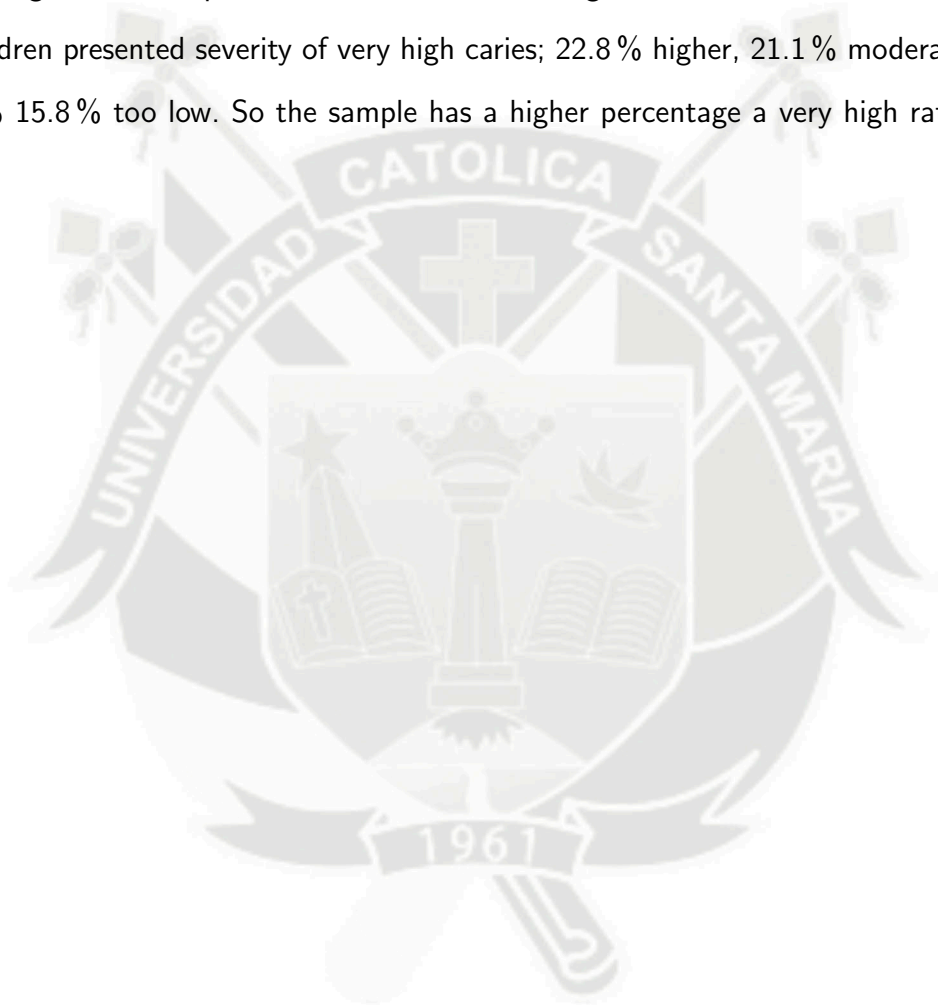 dren presented severity of very high caries; 22.8 % higher, 21.1 % modera
15.8 % too low. So the sample has a higher percentage a very high ra
CATOLICA
UNIVERSIDAD
SANTA MARIA
1961